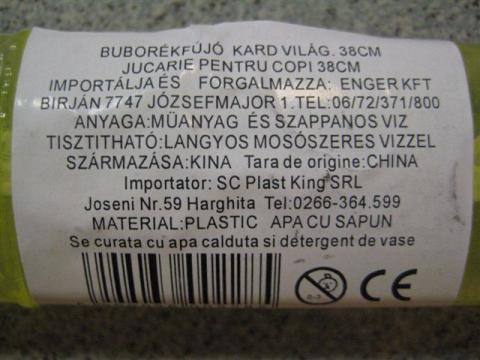 BUBORÉKFÚJÓ KARD VILÁG. 38CM
JUCARIE PENTRU COPI 38CM
IMPORTÁLJA ÉS FORGALMAZZA: ENGER KFT
BIRJÁN 7747 JÓZSEFMAJOR 1.TEL:06/72/371/800
ANYAGA:MÜANYAG ÉS SZAPPANOS VIZ
TISZTITHATÓ:LANGYOS MOSÓSZERES VIZZEL
SZÁRMAZÁSA:KINA Tara de origine:CHINA
Importator: SC Plast King SRL
Joseni Nr.59 Harghita Tel:0266-364.599
MATERIAL:PLASTIC APA CU SAPUN
Se curata cu apa calduta si detergent de vase
0-3 CE